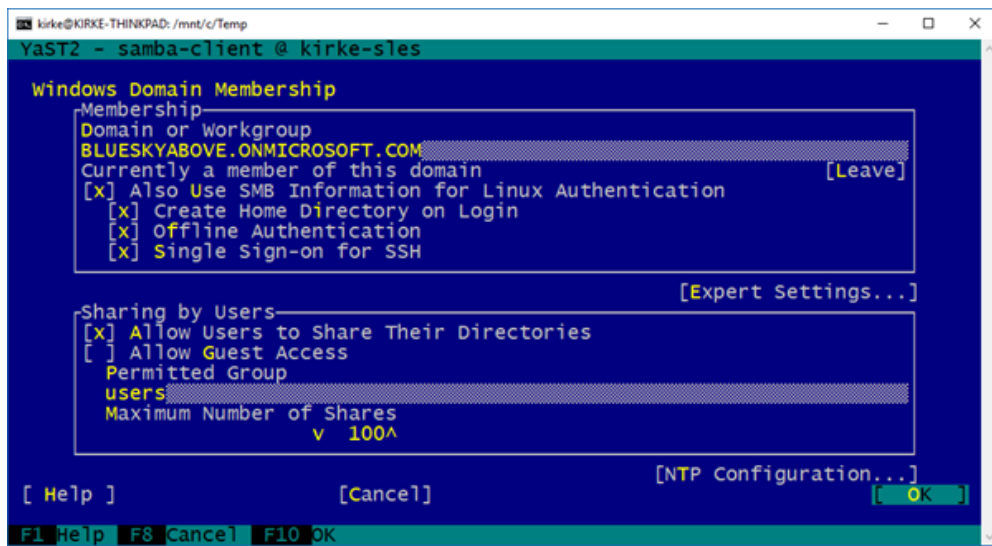 kirke@KIRKE-THINKPAD: /mnt/c/Temp
YaST2 - samba-client @ kirke-sles
Windows Domain Membership
Membership
Domain or Workgroup
BLUESKYABOVE.ONMICROSOFT.COM
Currently a member of this domain [Leave]
[x] Also Use SMB Information for Linux Authentication
[x] Create Home Directory on Login
[x] Offline Authentication
[x] Single Sign-on for SSH
[Expert Settings...]
Sharing by Users
[x] Allow Users to Share Their Directories
[ ] Allow Guest Access
Permitted Group
users
Maximum Number of Shares
v 100^
[NTP Configuration...]
[ Help ] [Cancel] [ OK ]
F1 Help F8 Cancel F10 OK